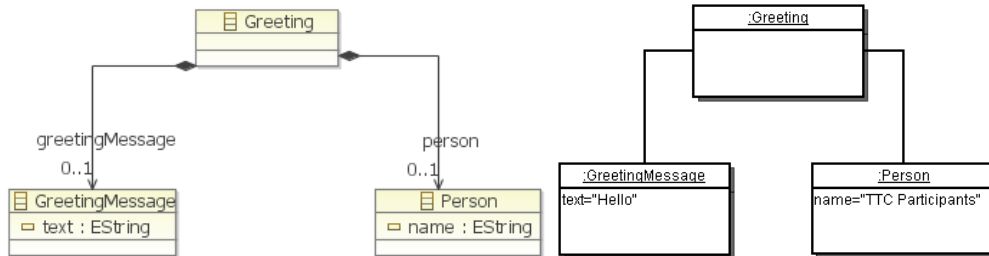 Greeting
greetingMessage
0..1
person
0..1
GreetingMessage
text : EString
Person
name : EString
:Greeting
:GreetingMessage
text="Hello"
:Person
name="TTC Participants"